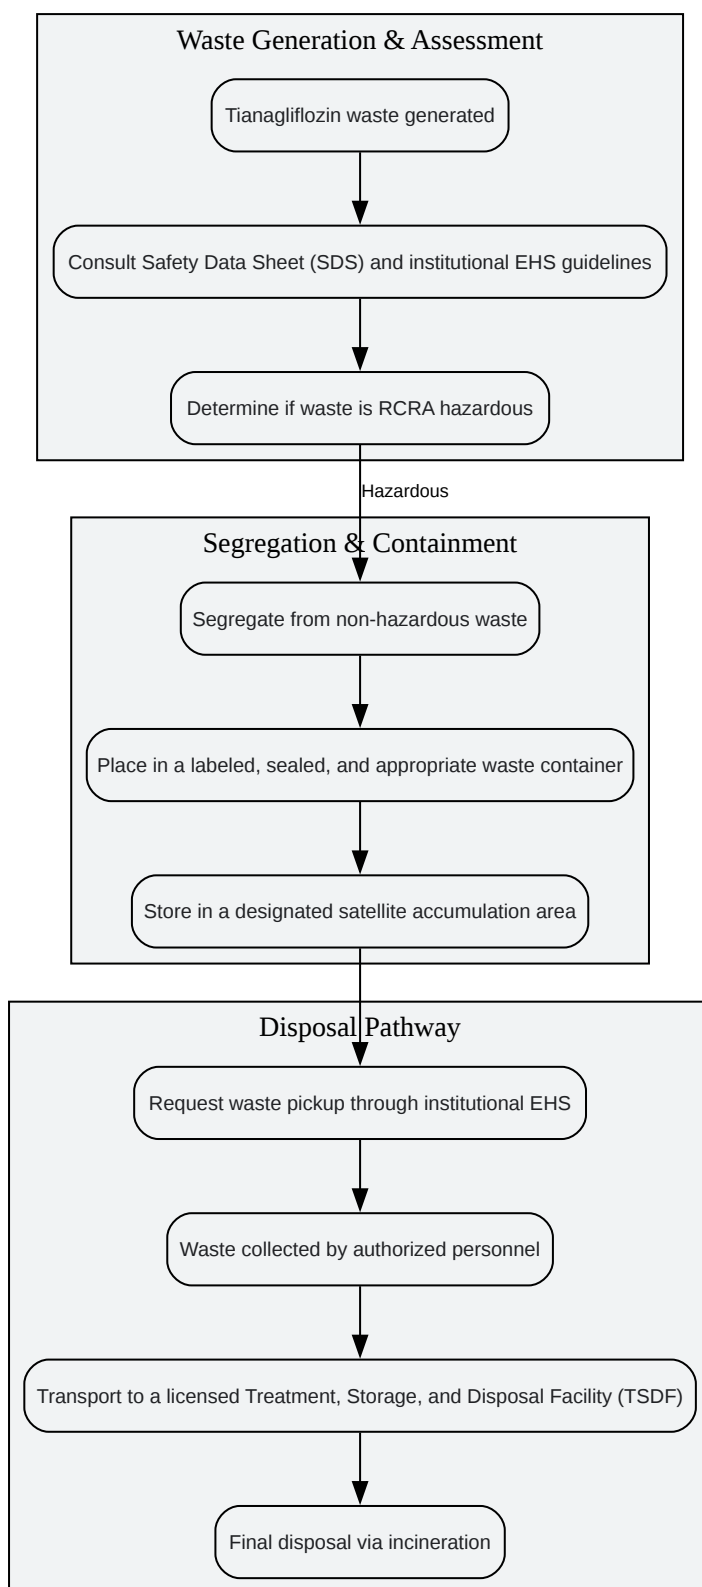 Waste Generation & Assessment
Tianagliflozin waste generated
Consult Safety Data Sheet (SDS) and institutional EHS guidelines
Determine if waste is RCRA hazardous
Hazardous
Segregation & Containment
Segregate from non-hazardous waste
Place in a labeled, sealed, and appropriate waste container
Store in a designated satellite accumulation area
Disposal Pathway
Request waste pickup through institutional EHS
Waste collected by authorized personnel
Transport to a licensed Treatment, Storage, and Disposal Facility (TSDF)
Final disposal via incineration